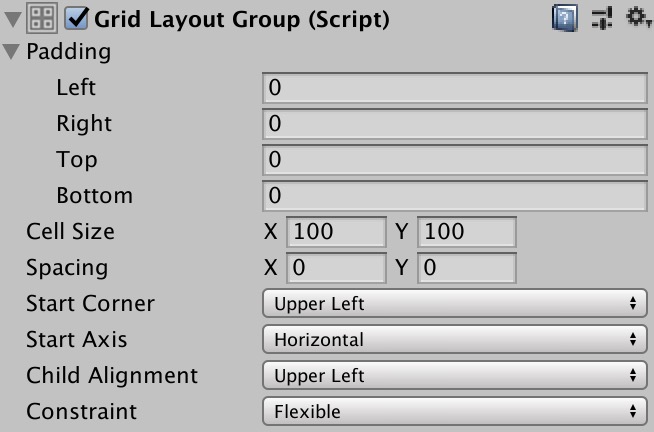 Grid Layout Group (Script)
Padding
Left 0
Right 0
Top 0
Bottom 0
Cell Size X 100 Y 100
Spacing X 0 Y 0
Start Corner Upper Left
Start Axis Horizontal
Child Alignment Upper Left
Constraint Flexible